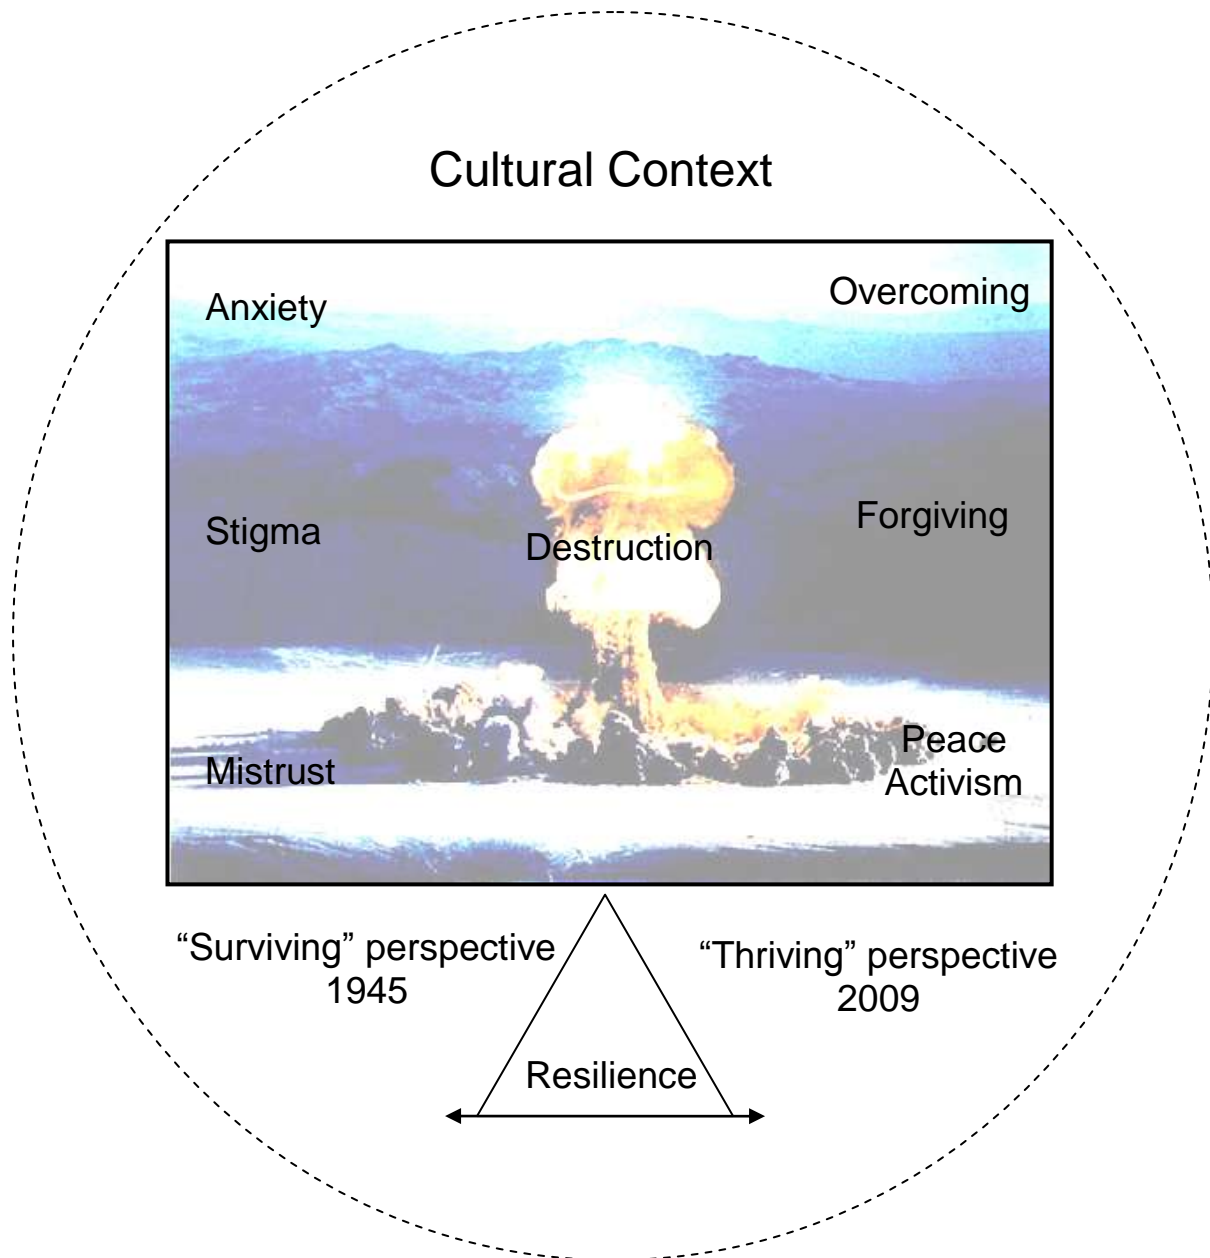 Cultural Context
Anxiety
Overcoming
Stigma
Destruction
Forgiving
Mistrust
Peace
Activism
“Surviving” perspective
1945
“Thriving” perspective
2009
Resilience